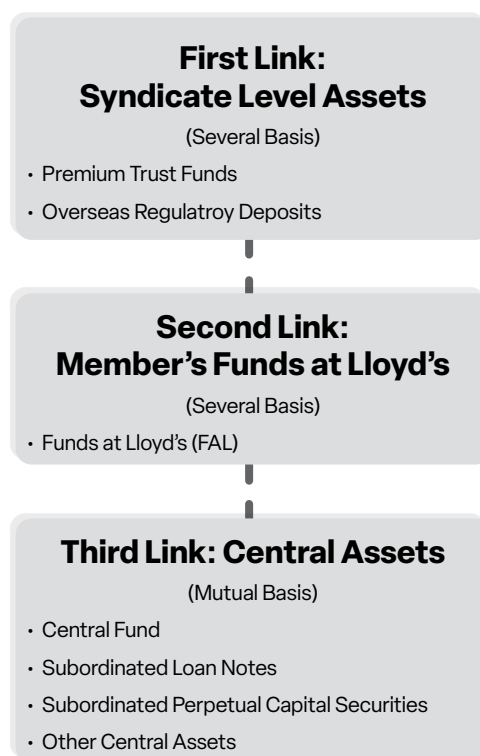 First Link:
Syndicate Level Assets
(Several Basis)
• Premium Trust Funds
• Overseas Regulatroy Deposits
Second Link:
Member’s Funds at Lloyd’s
(Several Basis)
• Funds at Lloyd’s (FAL)
Third Link: Central Assets
(Mutual Basis)
• Central Fund
• Subordinated Loan Notes
• Subordinated Perpetual Capital Securities
• Other Central Assets